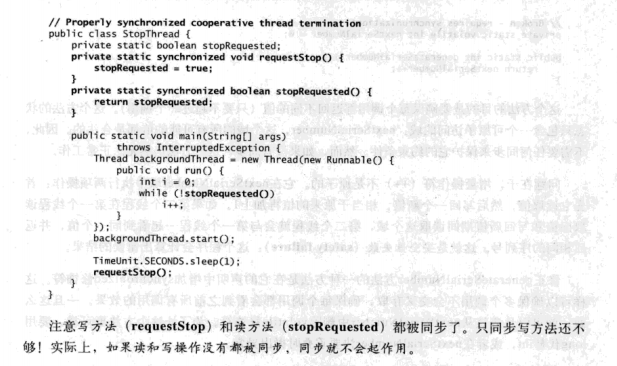 // Properly synchronized cooperative thread termination
public class StopThread {
private static boolean stopRequested;
private static synchronized void requestStop() {
stopRequested = true;
}
private static synchronized boolean stopRequested() {
return stopRequested;
}
public static void main(String[] args)
throws InterruptedException {
Thread backgroundThread = new Thread(new Runnable() {
public void run() {
int i = 0;
while (!stopRequested())
i++;
}
});
backgroundThread.start();
TimeUnit.SECONDS.sleep(1);
requestStop();
}
}
注意写方法（requestStop）和读方法（stopRequested）都被同步了。只同步写方法还不
够！实际上，如果读和写操作没有都被同步，同步就不会起作用。